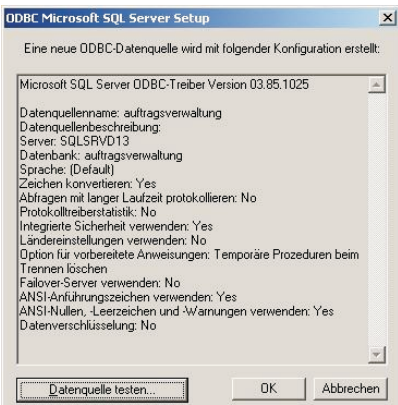 ODBC Microsoft SQL Server Setup
Eine neue ODBC-Datenquelle wird mit folgender Konfiguration erstellt:
Microsoft SQL Server ODBC-Treiber Version 03.85.1025
Datenquellenname: auftragsverwaltung
Datenquellenbeschreibung:
Server: SQLSRVD13
Datenbank: auftragsverwaltung
Sprache: (Default)
Zeichen konvertieren: Yes
Abfragen mit langer Laufzeit protokollieren: No
Protokolltreiberstatistik: No
Integrierte Sicherheit verwenden: Yes
Ländereinstellungen verwenden: No
Option für vorbereitete Anweisungen: Temporäre Prozeduren beim
Trennen löschen
Failover-Server verwenden: No
ANSI-Anführungszeichen verwenden: Yes
ANSI-Nullen, -Leerzeichen und -Warnungen verwenden: Yes
Datenverschlüsselung: No
Datenquelle testen...
OK
Abbrechen